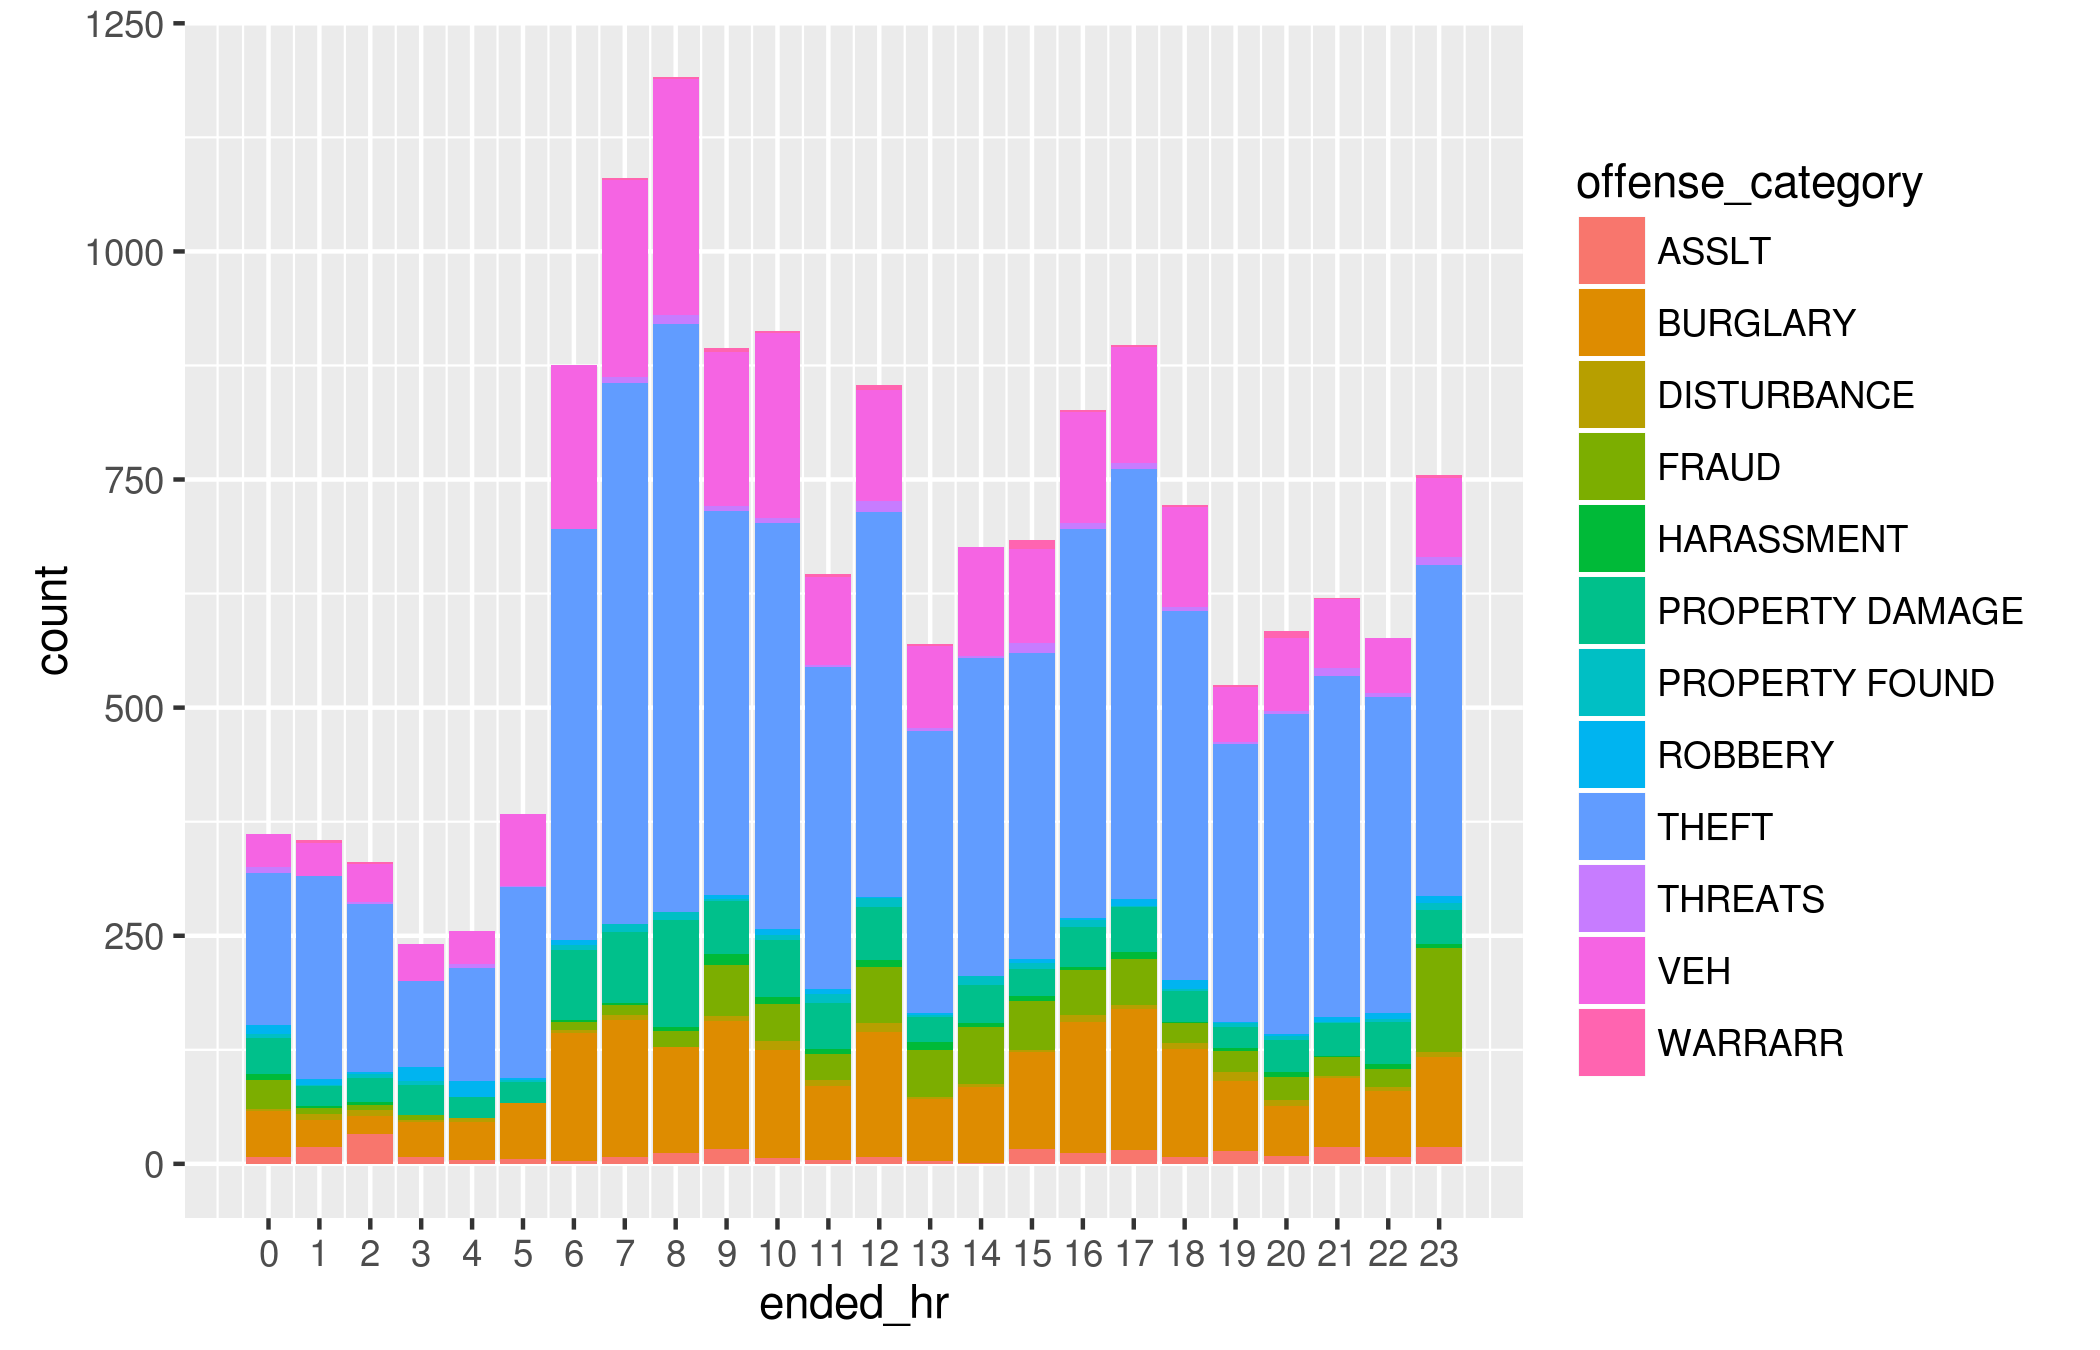 1250
1000
750
500
250
0
count
0 1 2 3 4 5 6 7 8 9 10 11 12 13 14 15 16 17 18 19 20 21 22 23
ended_hr
offense_category
ASSLT
BURGLARY
DISTURBANCE
FRAUD
HARASSMENT
PROPERTY DAMAGE
PROPERTY FOUND
ROBBERY
THEFT
THREATS
VEH
WARRARR